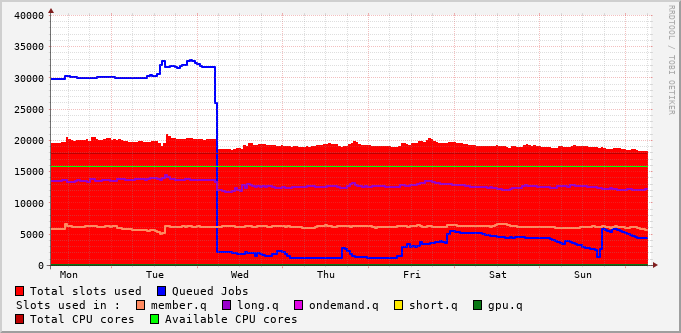 40000
35000
30000
25000
20000
15000
10000
5000
0
Mon Tue Wed Thu Fri Sat Sun
RRDTOOL / TOBI OETIKER
Total slots used Queued Jobs
Slots used in : member.q long.q ondemand.q short.q gpu.q
Total CPU cores Available CPU cores